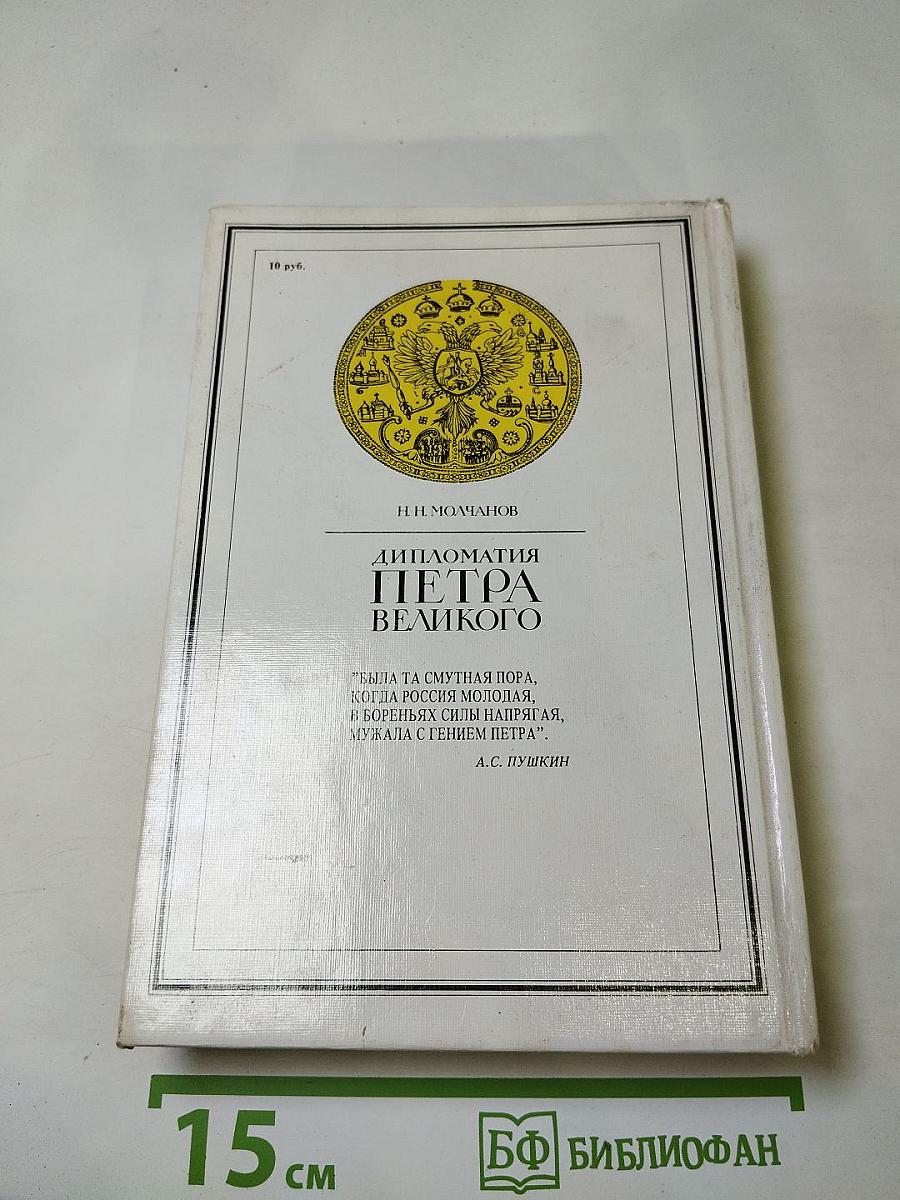 10 руб.
Н. Н. МОЛЧАНОВ
ДИПЛОМАТИЯ
ПЕТРА
ВЕЛИКОГО
"БЫЛА ТА СМУТНАЯ ПОРА,
КОГДА РОССИЯ МОЛОДАЯ,
В БОРЕНЬЯХ СИЛЫ НАПРЯГАЯ,
МУЖАЛА С ГЕНИЕМ ПЕТРА".
А.С. ПУШКИН
15 см
БФ БИБЛИОФАН